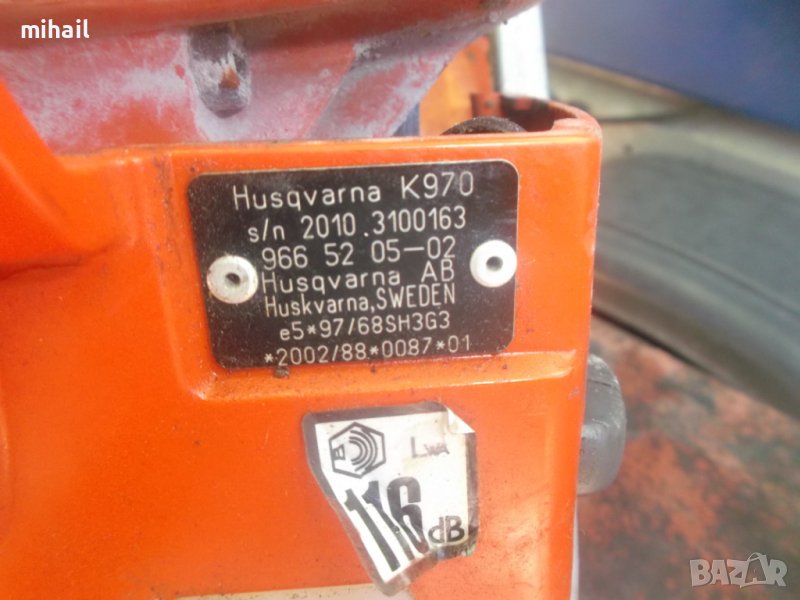 mihail
Husqvarna K970
s/n 2010.3100163
966 52 05-02
Husqvarna AB
Huskvarna,SWEDEN
e5*97/68SH3G3
*2002/88*0087*01
LWA
116
dB
BAZAR